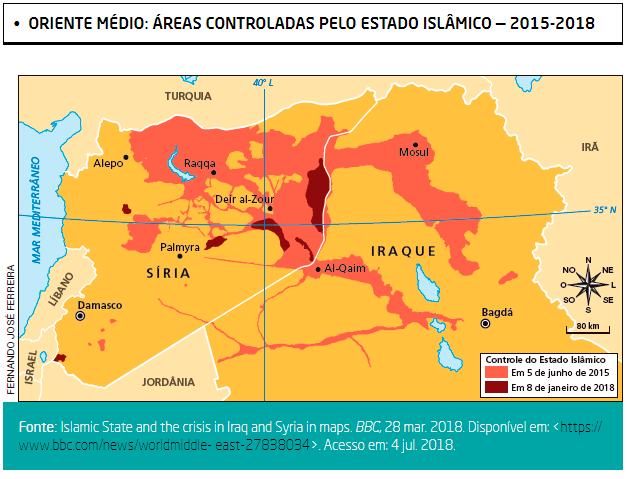 • ORIENTE MÉDIO: ÁREAS CONTROLADAS PELO ESTADO ISLÂMICO – 2015-2018
40° L
TURQUIA
IRÃ
Alepo
Raqqa
Mosul
Deir al-Zour
35° N
MAR MEDITERRÂNEO
Palmyra
SÍRIA
IRAQUE
Al-Qaim
LÍBANO
Damasco
Bagdá
N
NO
NE
O
L
SO
SE
S
80 km
ISRAEL
JORDÂNIA
Controle do Estado Islâmico
Em 5 de junho de 2015
Em 8 de janeiro de 2018
FERNANDO JOSÉ FERREIRA
Fonte: Islamic State and the crisis in Iraq and Syria in maps. BBC, 28 mar. 2018. Disponível em: <https://
www.bbc.com/news/worldmiddle- east-27838034>. Acesso em: 4 jul. 2018.